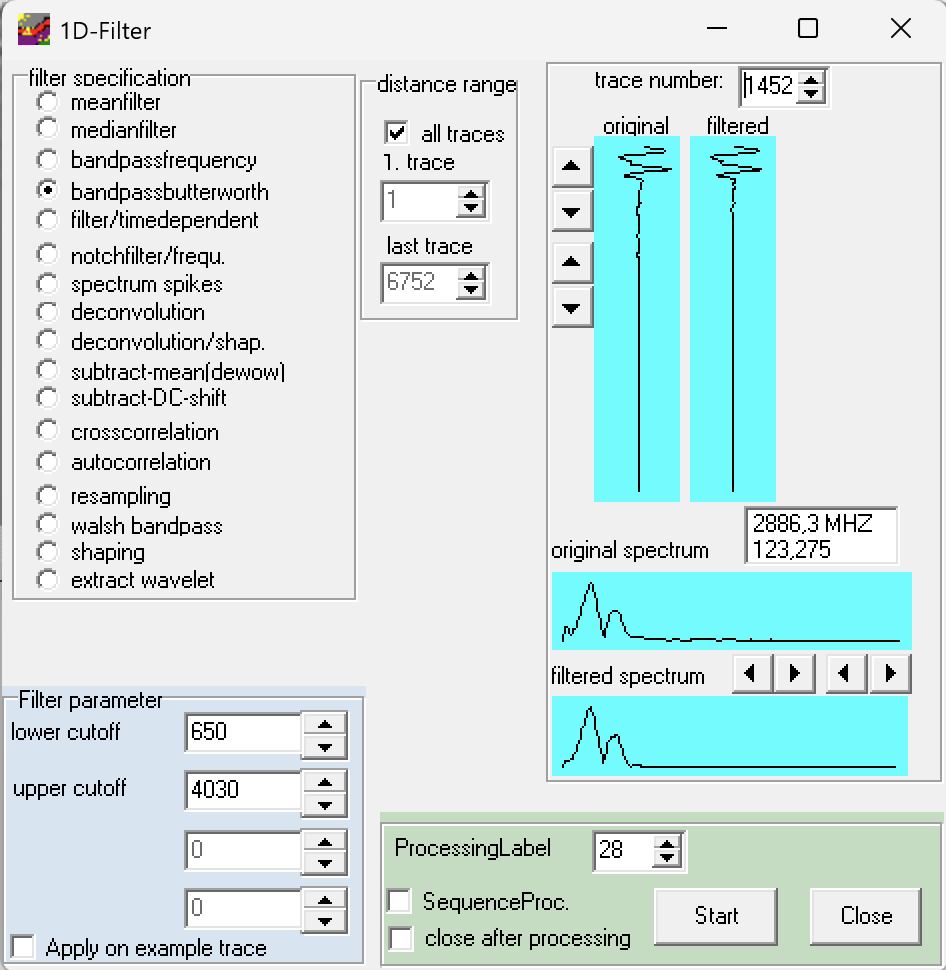 1D-Filter
filter specification
meanfilter
medianfilter
bandpassfrequency
bandpassbutterworth
filter/timedependent
notchfilter/frequ.
spectrum spikes
deconvolution
deconvolution/shap.
subtract-mean(dewow)
subtract-DC-shift
crosscorrelation
autocorrelation
resampling
walsh bandpass
shaping
extract wavelet
distance range
all traces
1. trace
1
last trace
6752
trace number: 1452
original filtered
2886,3 MHZ
123,275
original spectrum
filtered spectrum
Filter parameter
lower cutoff 650
upper cutoff 4030
0
0
Apply on example trace
ProcessingLabel 28
SequenceProc.
close after processing
Start Close